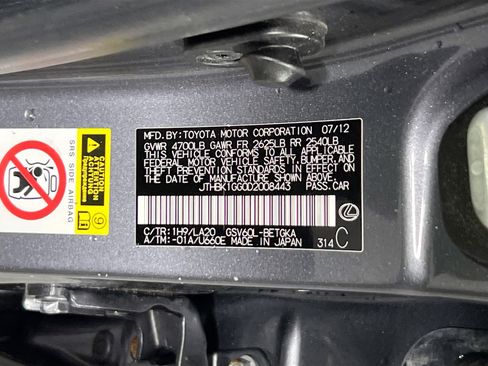 SRS SIDE AIRBAG
ACHTUNG
9
MFD.BY:TOYOTA MOTOR CORPORATION 07/12
GVWR 4700LB GAWR FR 2625LB RR 2540LB
THIS VEHICLE CONFORMS TO ALL APPLICABLE
FEDERAL MOTOR VEHICLE SAFETY,BUMPER,AND
THEFT PREVENTION STANDARDS IN EFFECT ON
THE DATE OF MANUFACTURE SHOWN ABOVE.
JTHBK1GG0D2008443 PASS.CAR
C/TR:1H9/LA20 GSV60L-BETGKA
A/TM:-01A/U660E MADE IN JAPAN 314 C